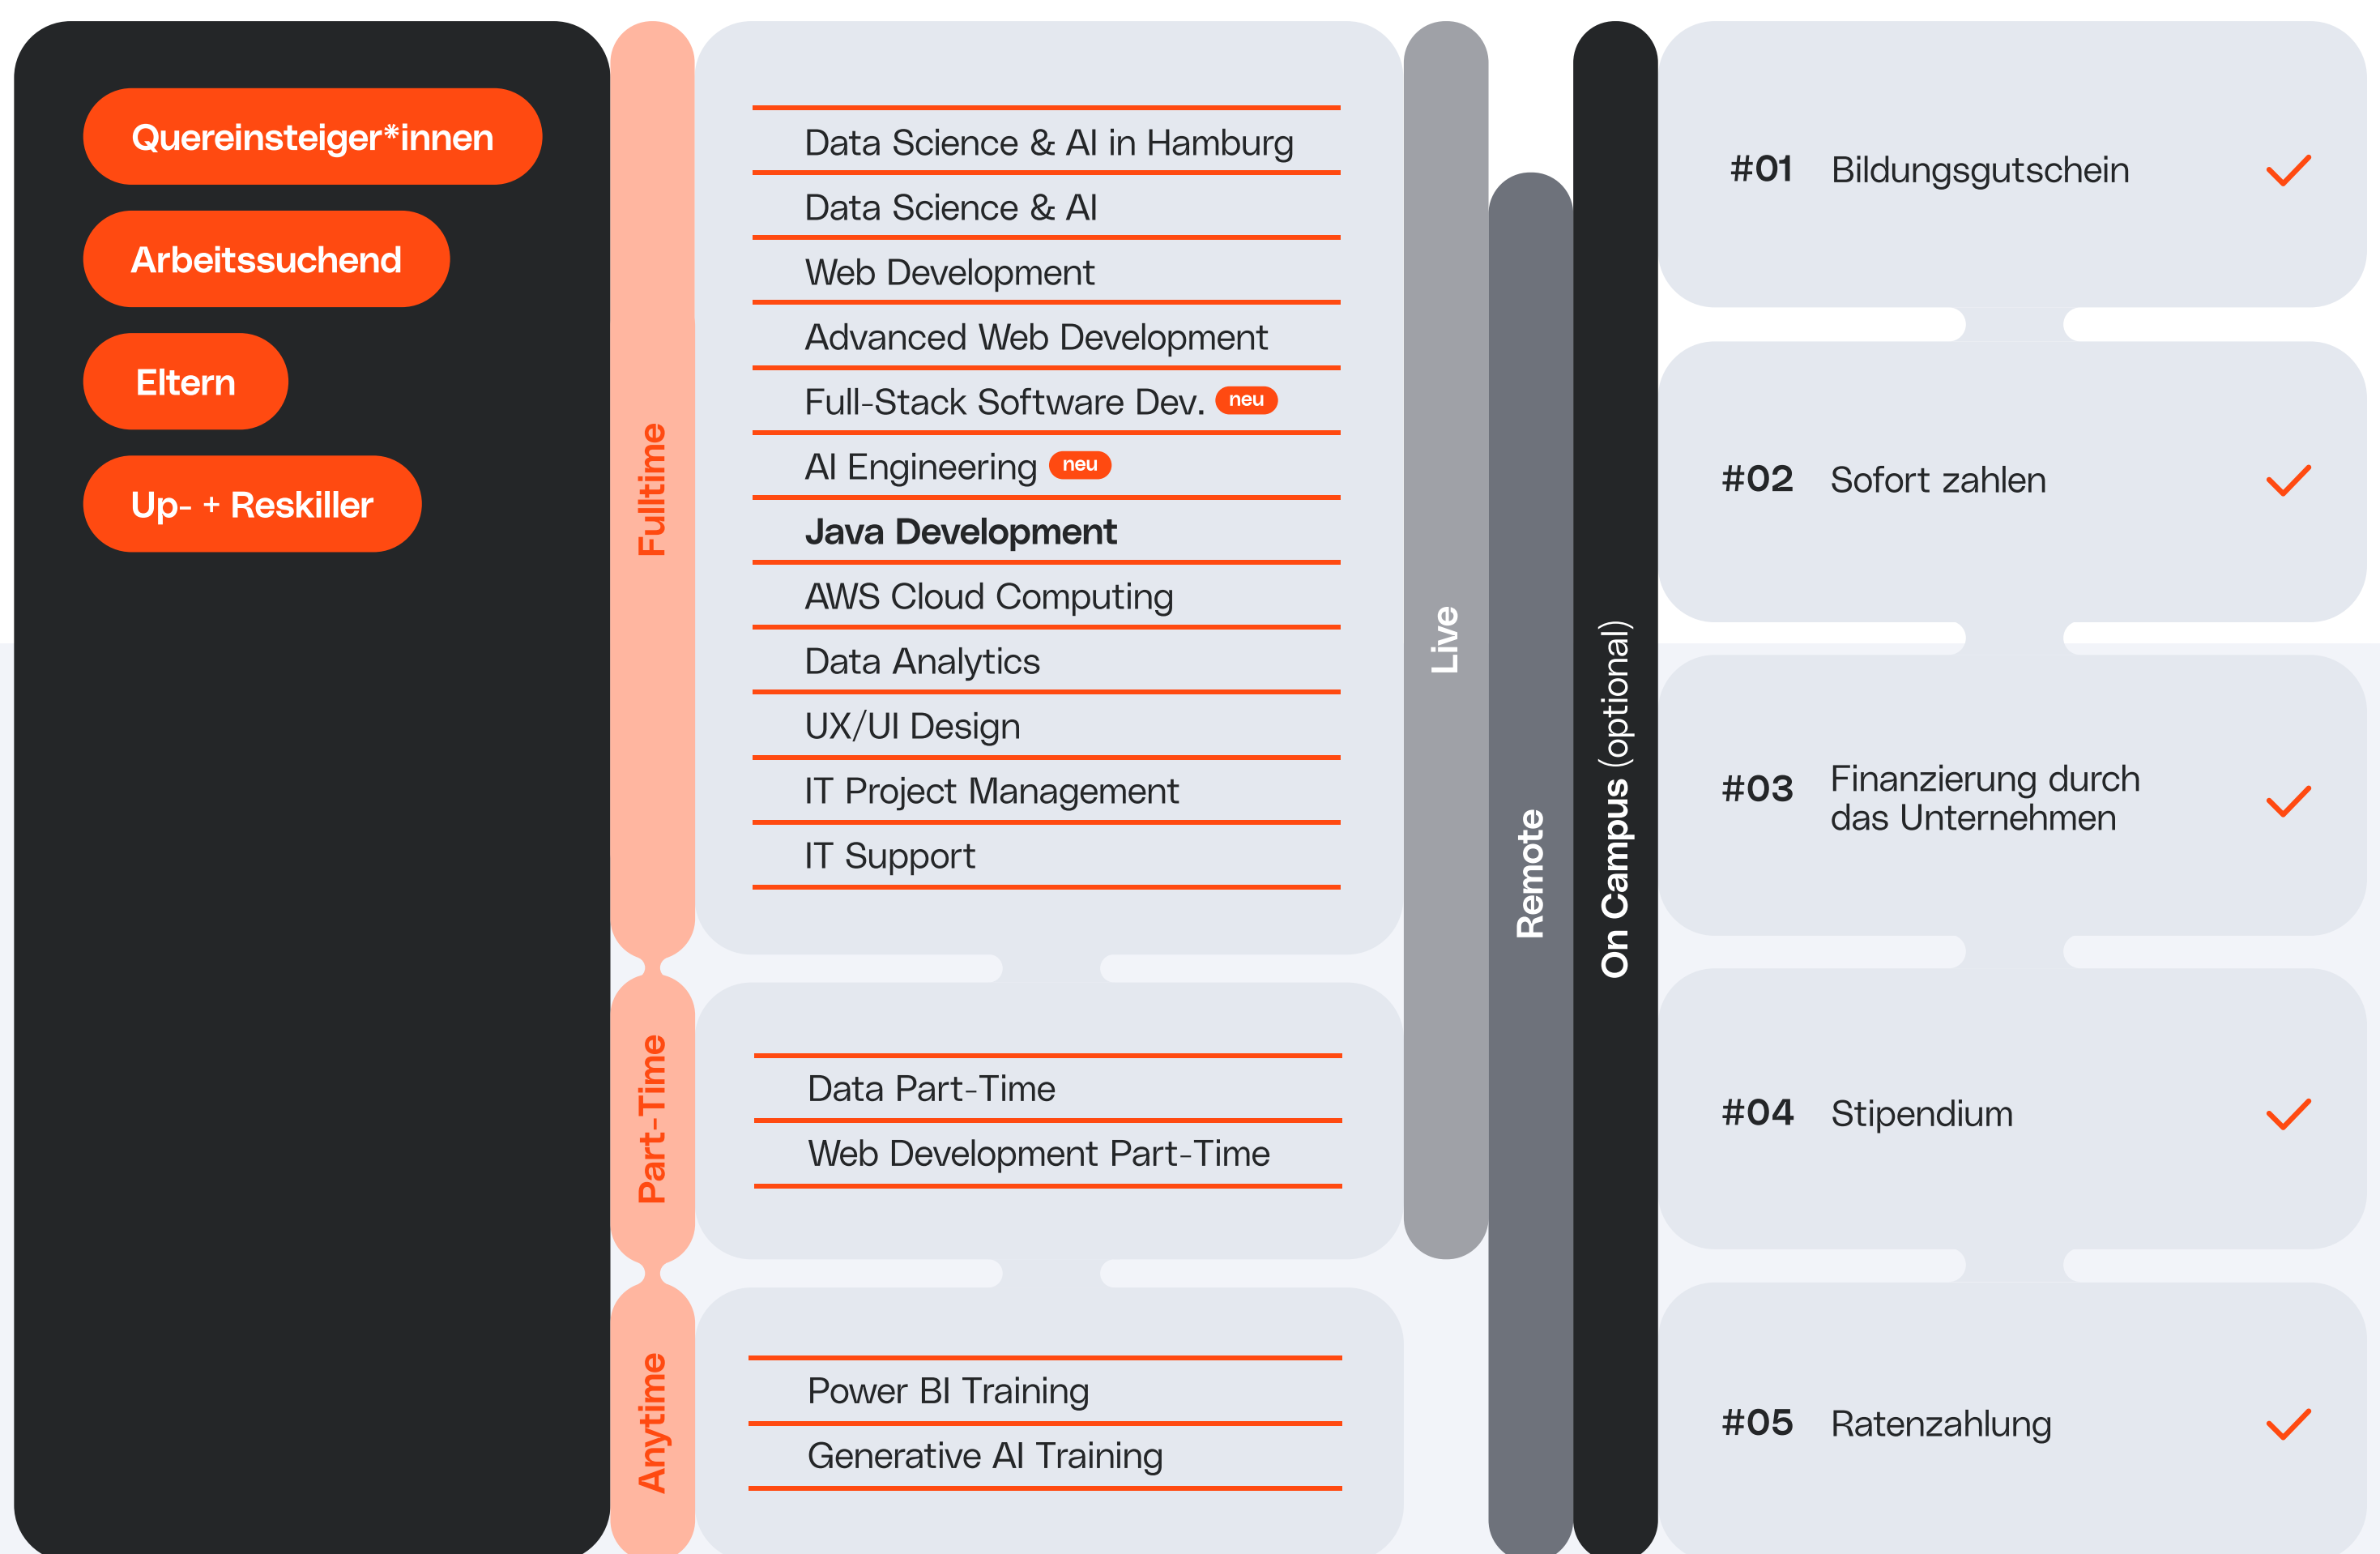 Quereinsteiger*innen
Arbeitssuchend
Eltern
Up- + Reskiller
Fulltime
Data Science & AI in Hamburg
Data Science & AI
Web Development
Advanced Web Development
Full-Stack Software Dev. neu
AI Engineering neu
Java Development
AWS Cloud Computing
Data Analytics
UX/UI Design
IT Project Management
IT Support
Part-Time
Data Part-Time
Web Development Part-Time
Anytime
Power BI Training
Generative AI Training
Live
Remote
On Campus (optional)
#01 Bildungsgutschein
#02 Sofort zahlen
#03 Finanzierung durch
das Unternehmen
#04 Stipendium
#05 Ratenzahlung